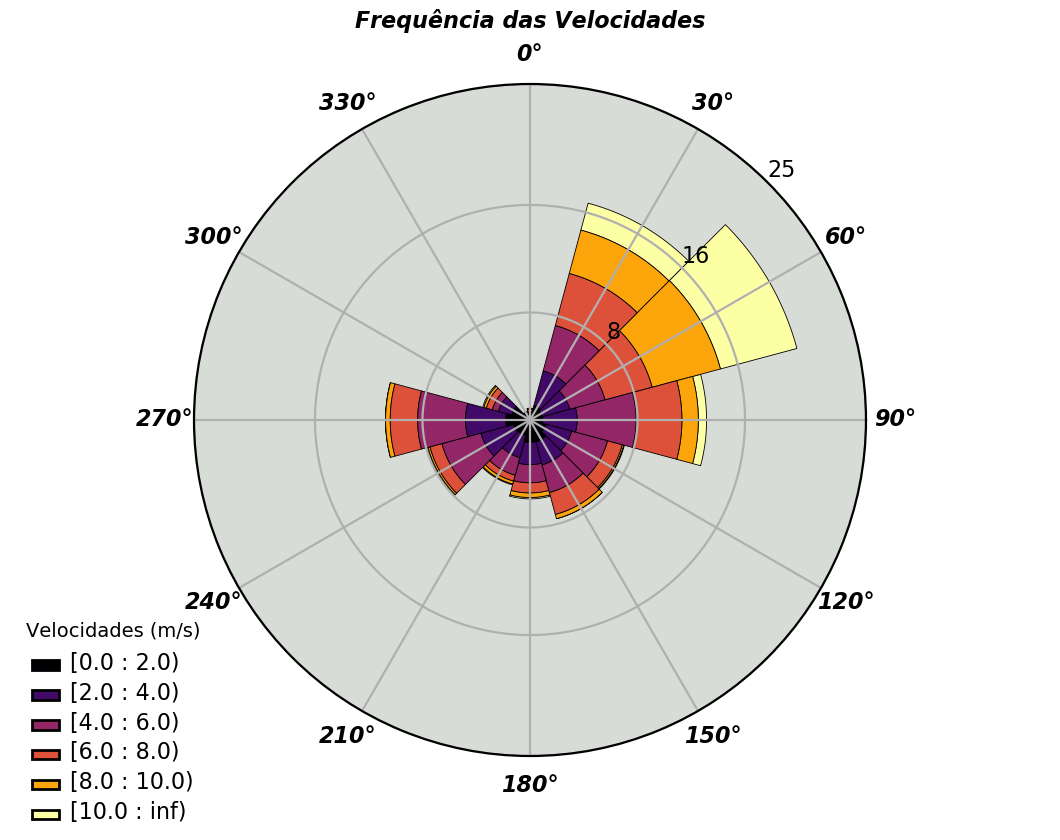 Frequência das Velocidades
0°
330°
30°
25
300°
60°
16
8
270°
90°
240°
120°
Velocidades (m/s)
[0.0 : 2.0)
[2.0 : 4.0)
[4.0 : 6.0)
[6.0 : 8.0)
[8.0 : 10.0)
[10.0 : inf)
210°
150°
180°